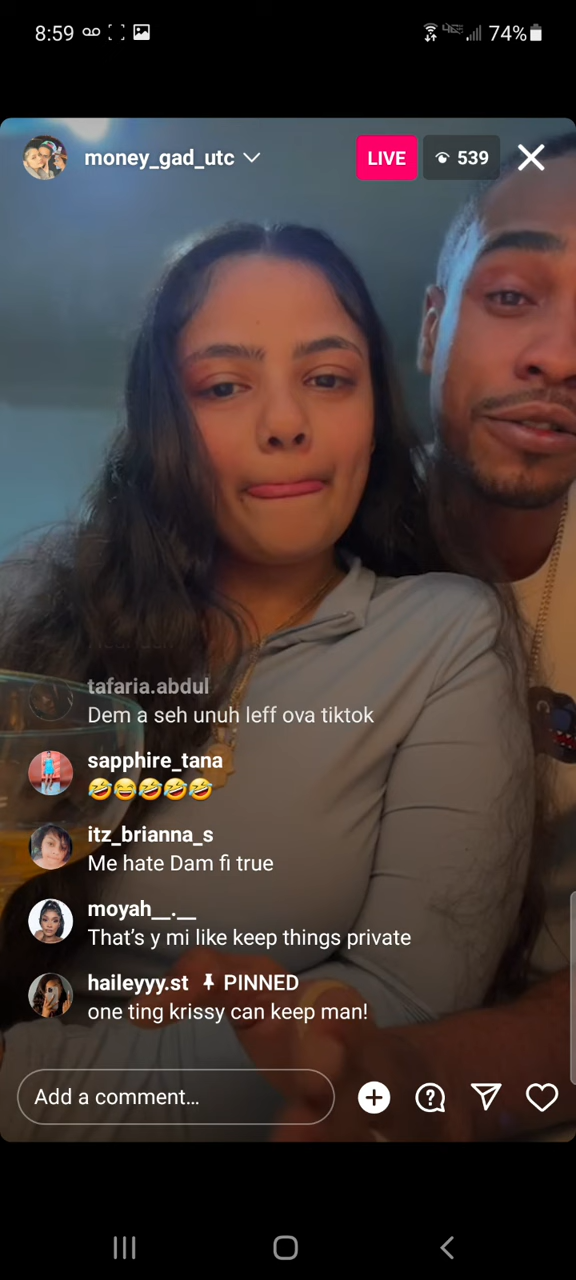 8:59
74%
money_gad_utc
LIVE
539
tafaria.abdul
Dem a seh unuh leff ova tiktok
sapphire_tana
🤣😂🤣🤣🤣
itz_brianna_s
Me hate Dam fi true
moyah__.__
That’s y mi like keep things private
haileyyy.st PINNED
one ting krissy can keep man!
Add a comment…